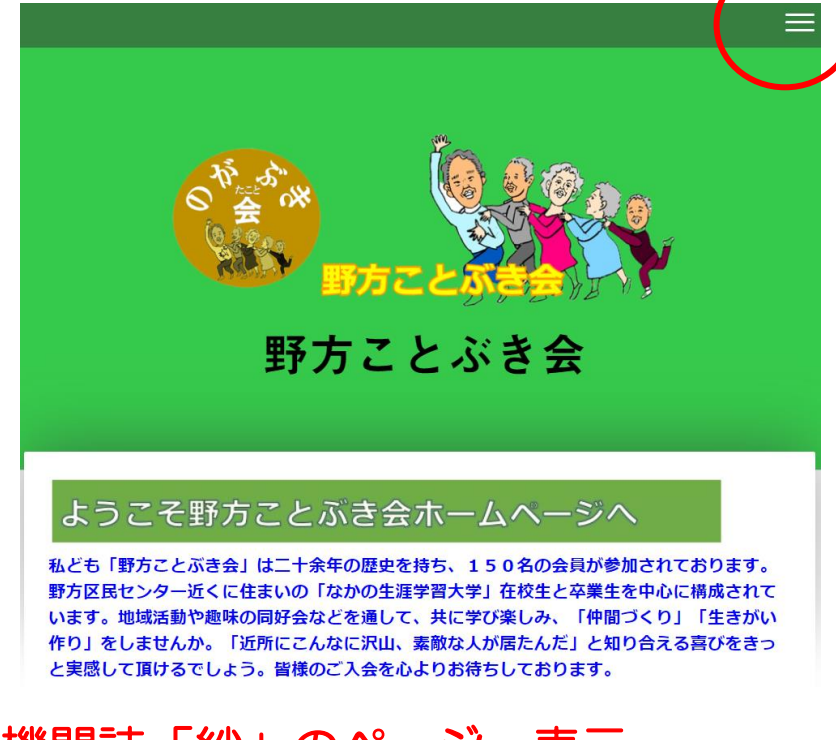 のがたことぶき
会
野方ことぶき会
野方ことぶき会
ようこそ野方ことぶき会ホームページへ
私ども「野方ことぶき会」は二十余年の歴史を持ち、１５０名の会員が参加されております。
野方区民センター近くに住まいの「なかの生涯学習大学」在校生と卒業生を中心に構成されて
います。地域活動や趣味の同好会などを通して、共に学び楽しみ、「仲間づくり」「生きがい
作り」をしませんか。「近所にこんなに沢山、素敵な人が居たんだ」と知り合える喜びをきっ
と実感して頂けるでしょう。皆様のご入会を心よりお待ちしております。
機関誌「紗」のページ